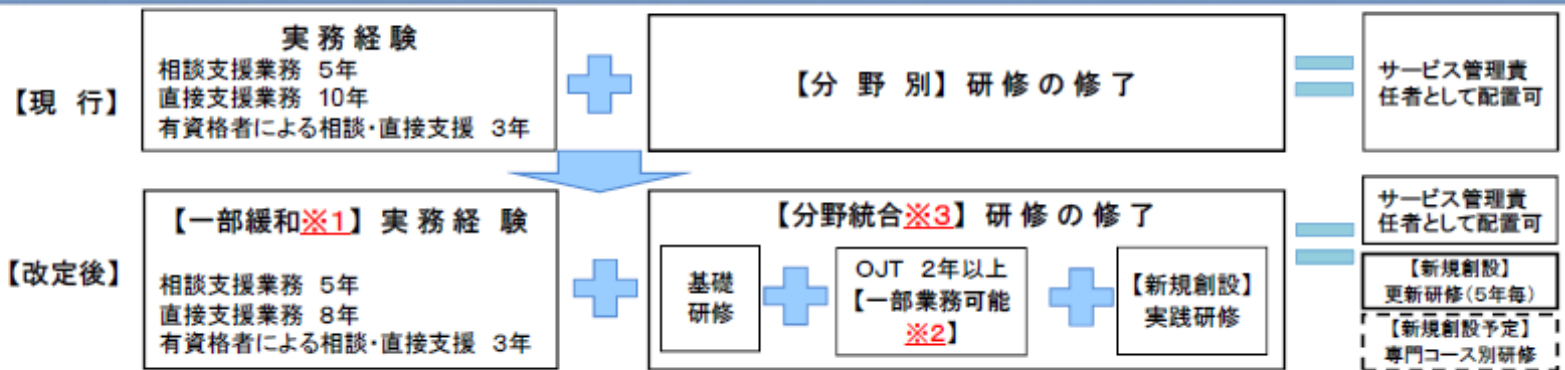 【現 行】
実 務 経 験
相談支援業務 5年
直接支援業務 10年
有資格者による相談・直接支援 3年
【分 野 別】 研 修 の 修 了
サービス管理責
任者として配置可
【改定後】
【一部緩和※1】 実 務 経 験
相談支援業務 5年
直接支援業務 8年
有資格者による相談・直接支援 3年
【分野統合※3】 研 修 の 修 了
基礎
研修
OJT 2年以上
【一部業務可能
※2】
【新規創設】
実践研修
サービス管理責
任者として配置可
【新規創設】
更新研修(5年毎)
【新規創設予定】
専門コース別研修